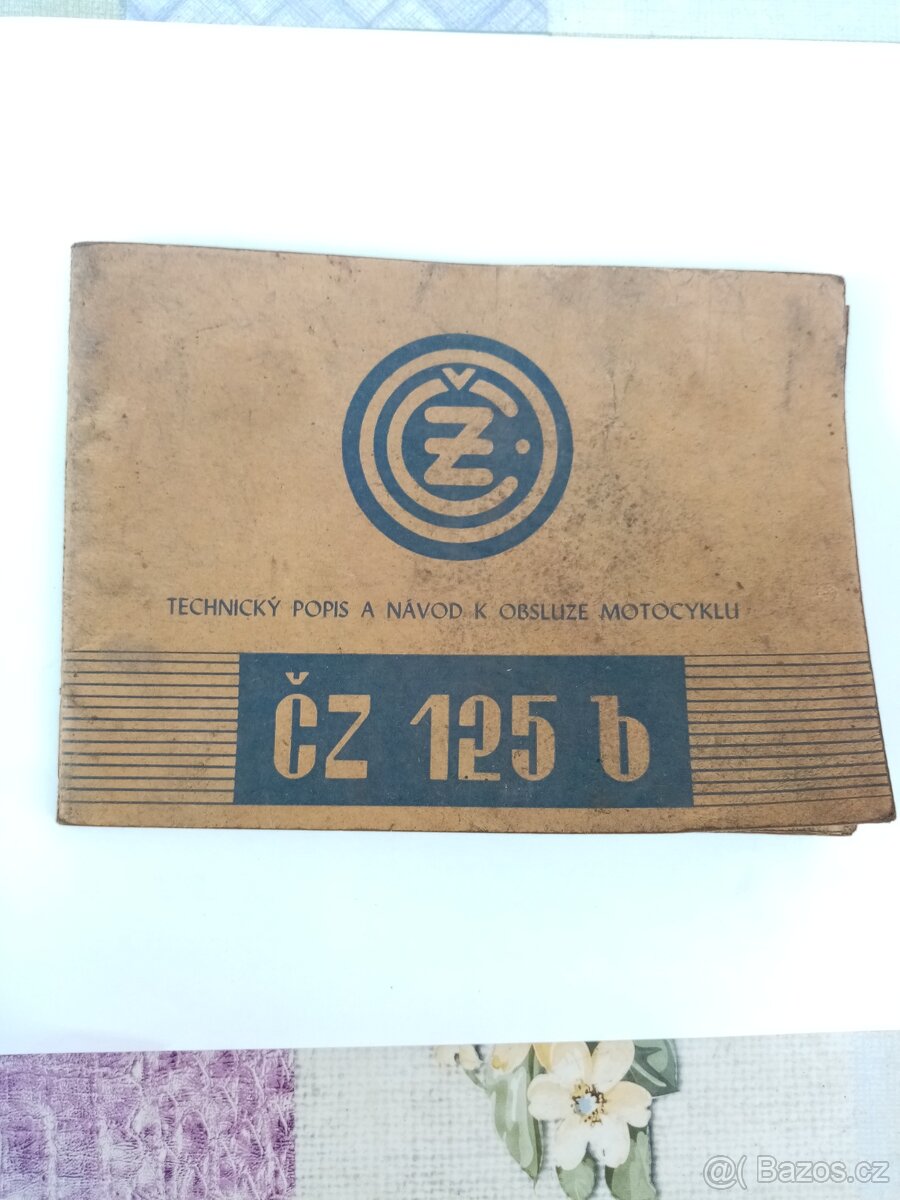 ČZ
TECHNICKÝ POPIS A NÁVOD K OBSLUZE MOTOCYKLU
ČZ 125 b
@( Bazos.cz